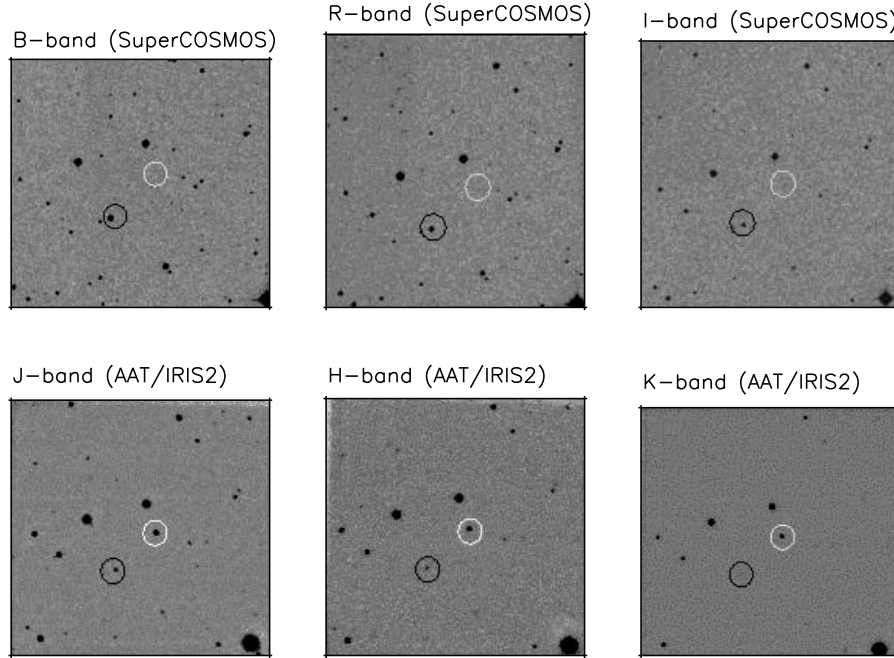 B-band (SuperCOSMOS)
R-band (SuperCOSMOS)
I-band (SuperCOSMOS)
J-band (AAT/IRIS2)
H-band (AAT/IRIS2)
K-band (AAT/IRIS2)